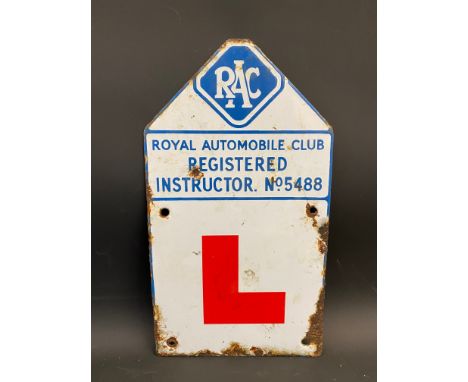 RAC
ROYAL AUTOMOBILE CLUB
REGISTERED
INSTRUCTOR. Nº5488
L